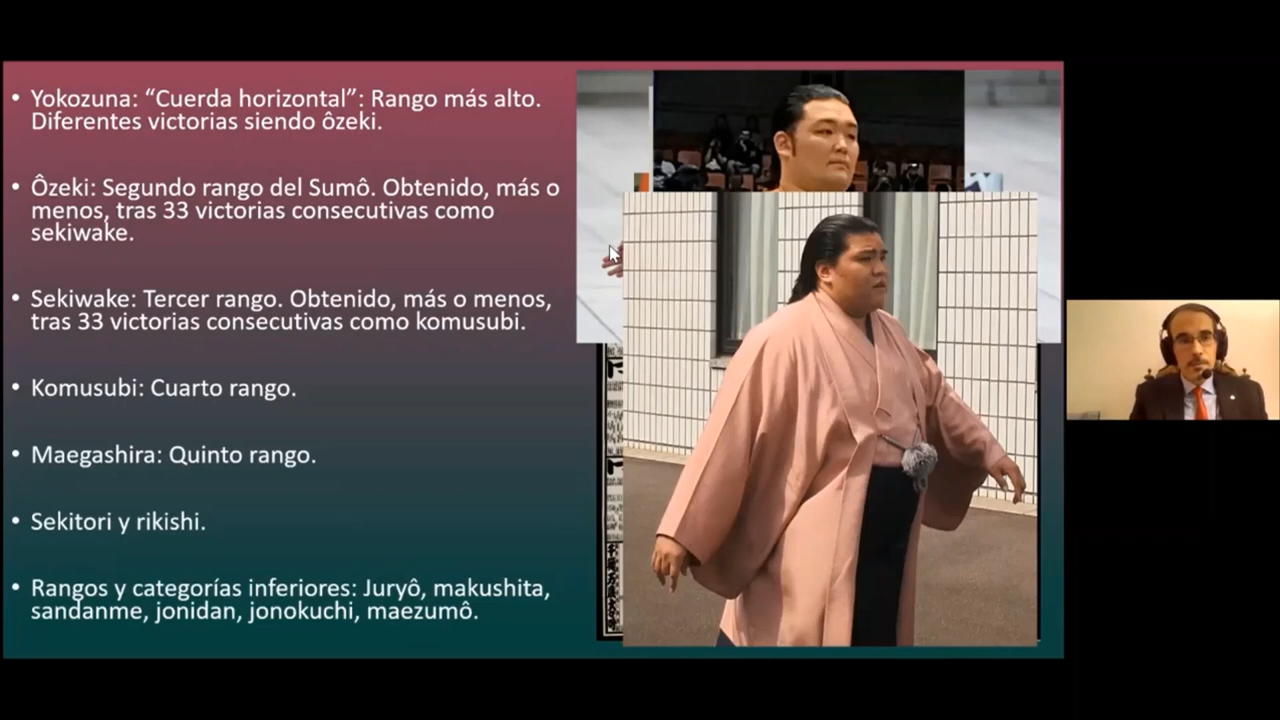 • Yokozuna: “Cuerda horizontal”: Rango más alto.
Diferentes victorias siendo ôzeki.
• Ôzeki: Segundo rango del Sumô. Obtenido, más o
menos, tras 33 victorias consecutivas como
sekiwake.
• Sekiwake: Tercer rango. Obtenido, más o menos,
tras 33 victorias consecutivas como komusubi.
• Komusubi: Cuarto rango.
• Maegashira: Quinto rango.
• Sekitori y rikishi.
• Rangos y categorías inferiores: Juryô, makushita,
sandanme, jonidan, jonokuchi, maezumô.